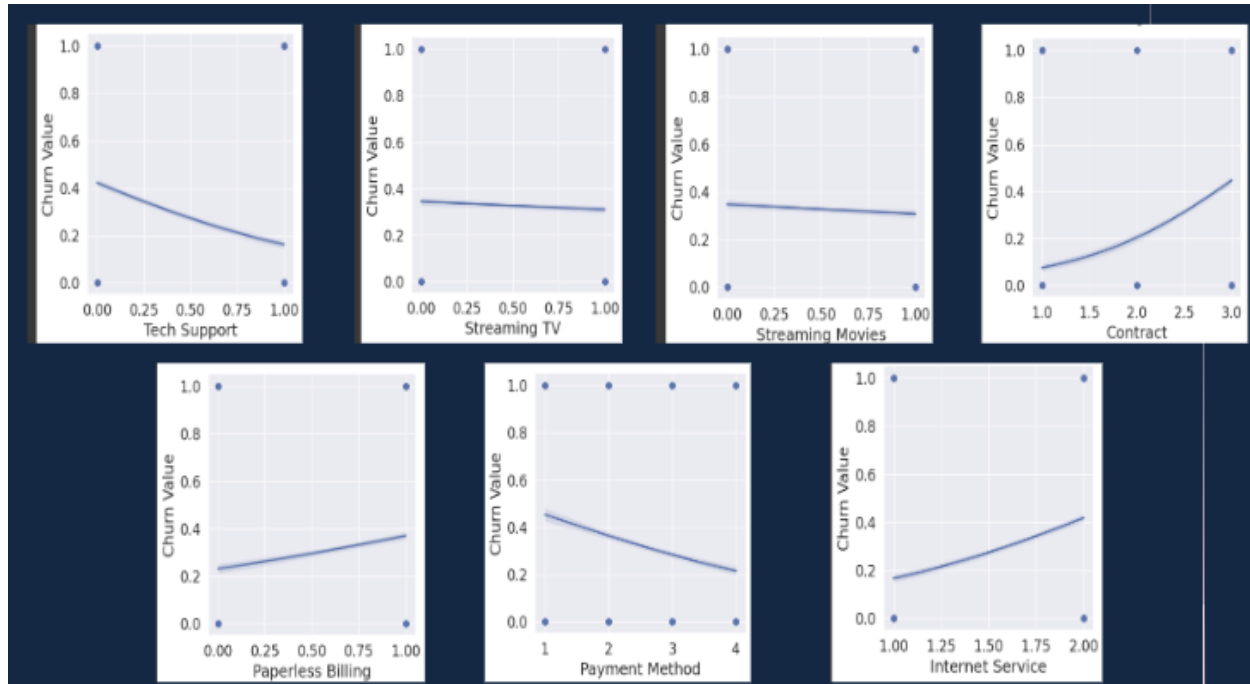 Churn Value
1.0
0.8
0.6
0.4
0.2
0.0
0.00 0.25 0.50 0.75 1.00
Tech Support
Churn Value
1.0
0.8
0.6
0.4
0.2
0.0
0.00 0.25 0.50 0.75 1.00
Streaming TV
Churn Value
1.0
0.8
0.6
0.4
0.2
0.0
0.00 0.25 0.50 0.75 1.00
Streaming Movies
Churn Value
1.0
0.8
0.6
0.4
0.2
0.0
1.0 1.5 2.0 2.5 3.0
Contract
Churn Value
1.0
0.8
0.6
0.4
0.2
0.0
0.00 0.25 0.50 0.75 1.00
Paperless Billing
Churn Value
1.0
0.8
0.6
0.4
0.2
0.0
1 2 3 4
Payment Method
Churn Value
1.0
0.8
0.6
0.4
0.2
0.0
1.00 1.25 1.50 1.75 2.00
Internet Service